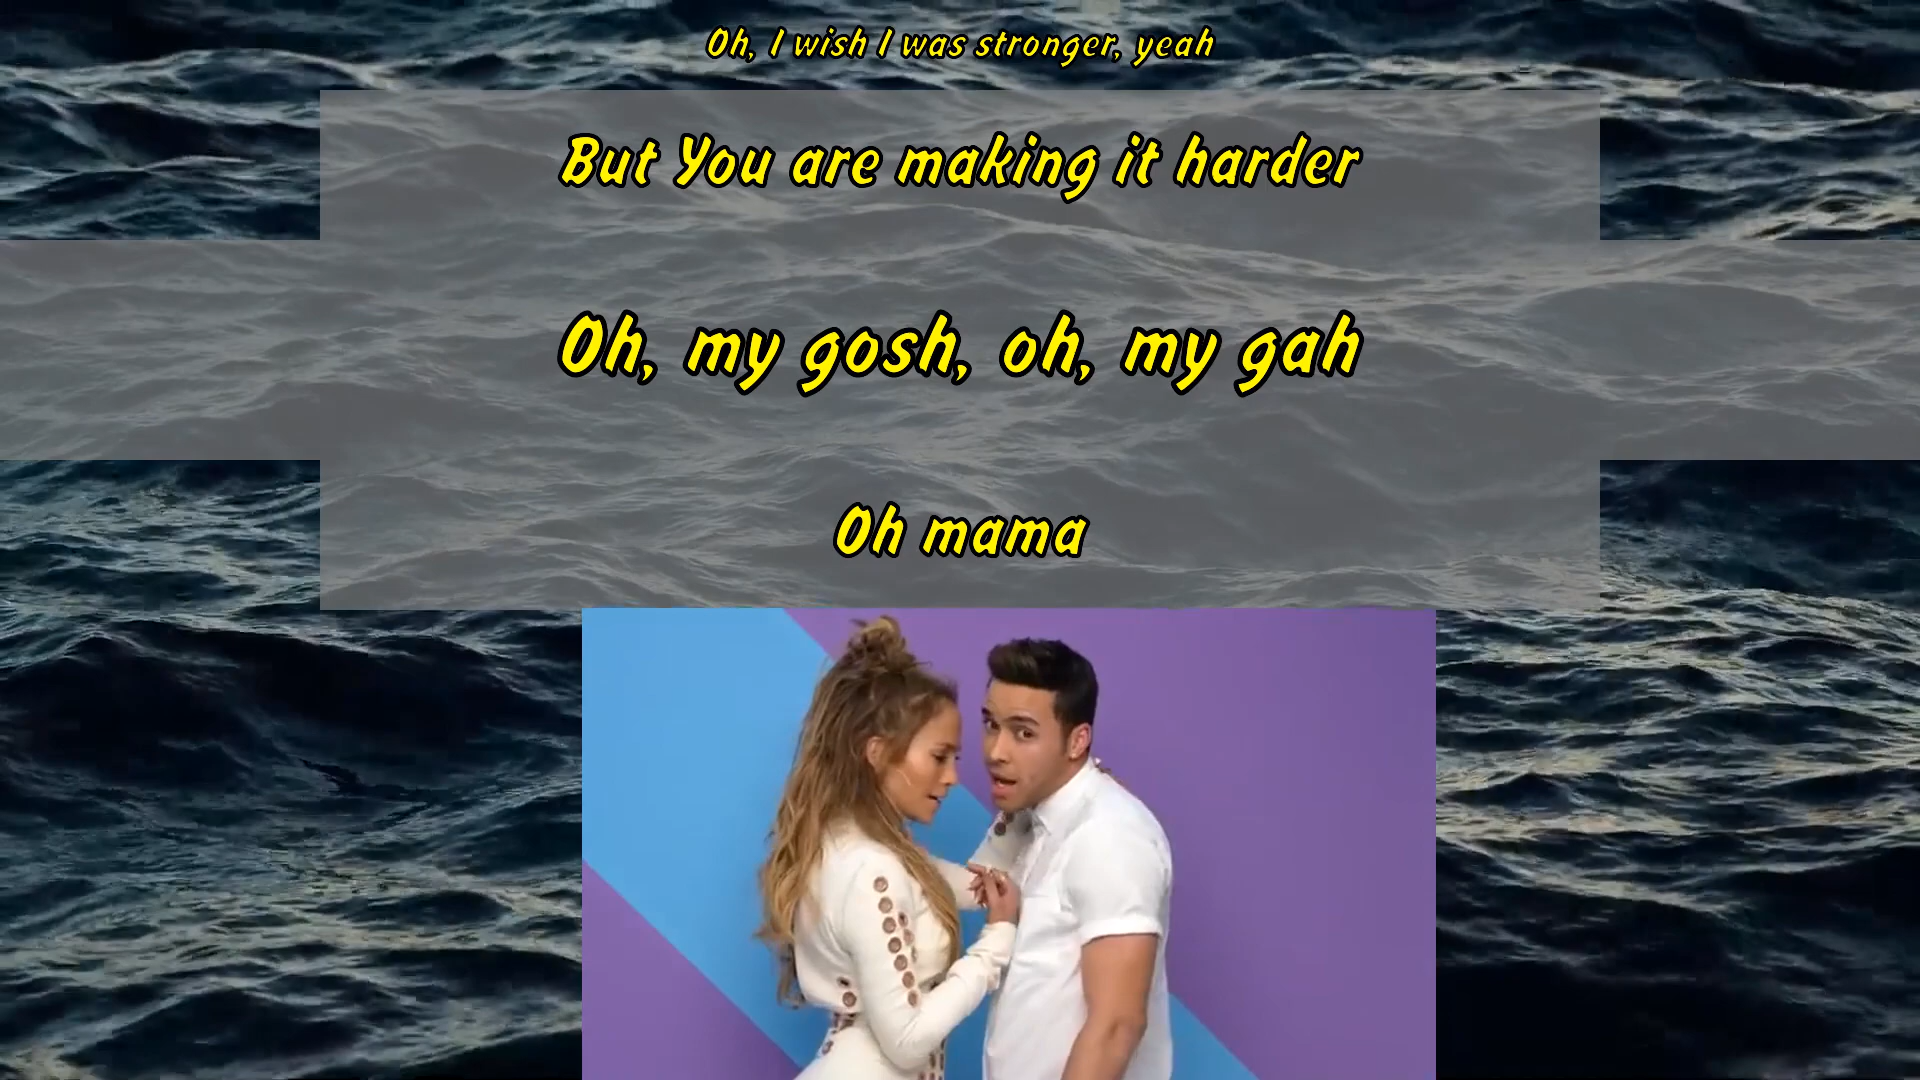 Oh, I wish I was stronger, yeah
But You are making it harder
Oh, my gosh, oh, my gah
Oh mama